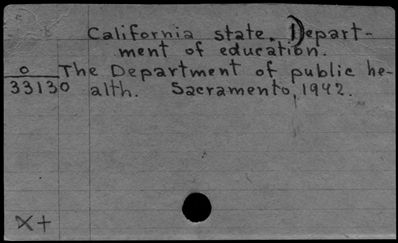 California state. Depart-
ment of education.
o The Department of public he-
33130 alth. Sacramento, 1942.
X+